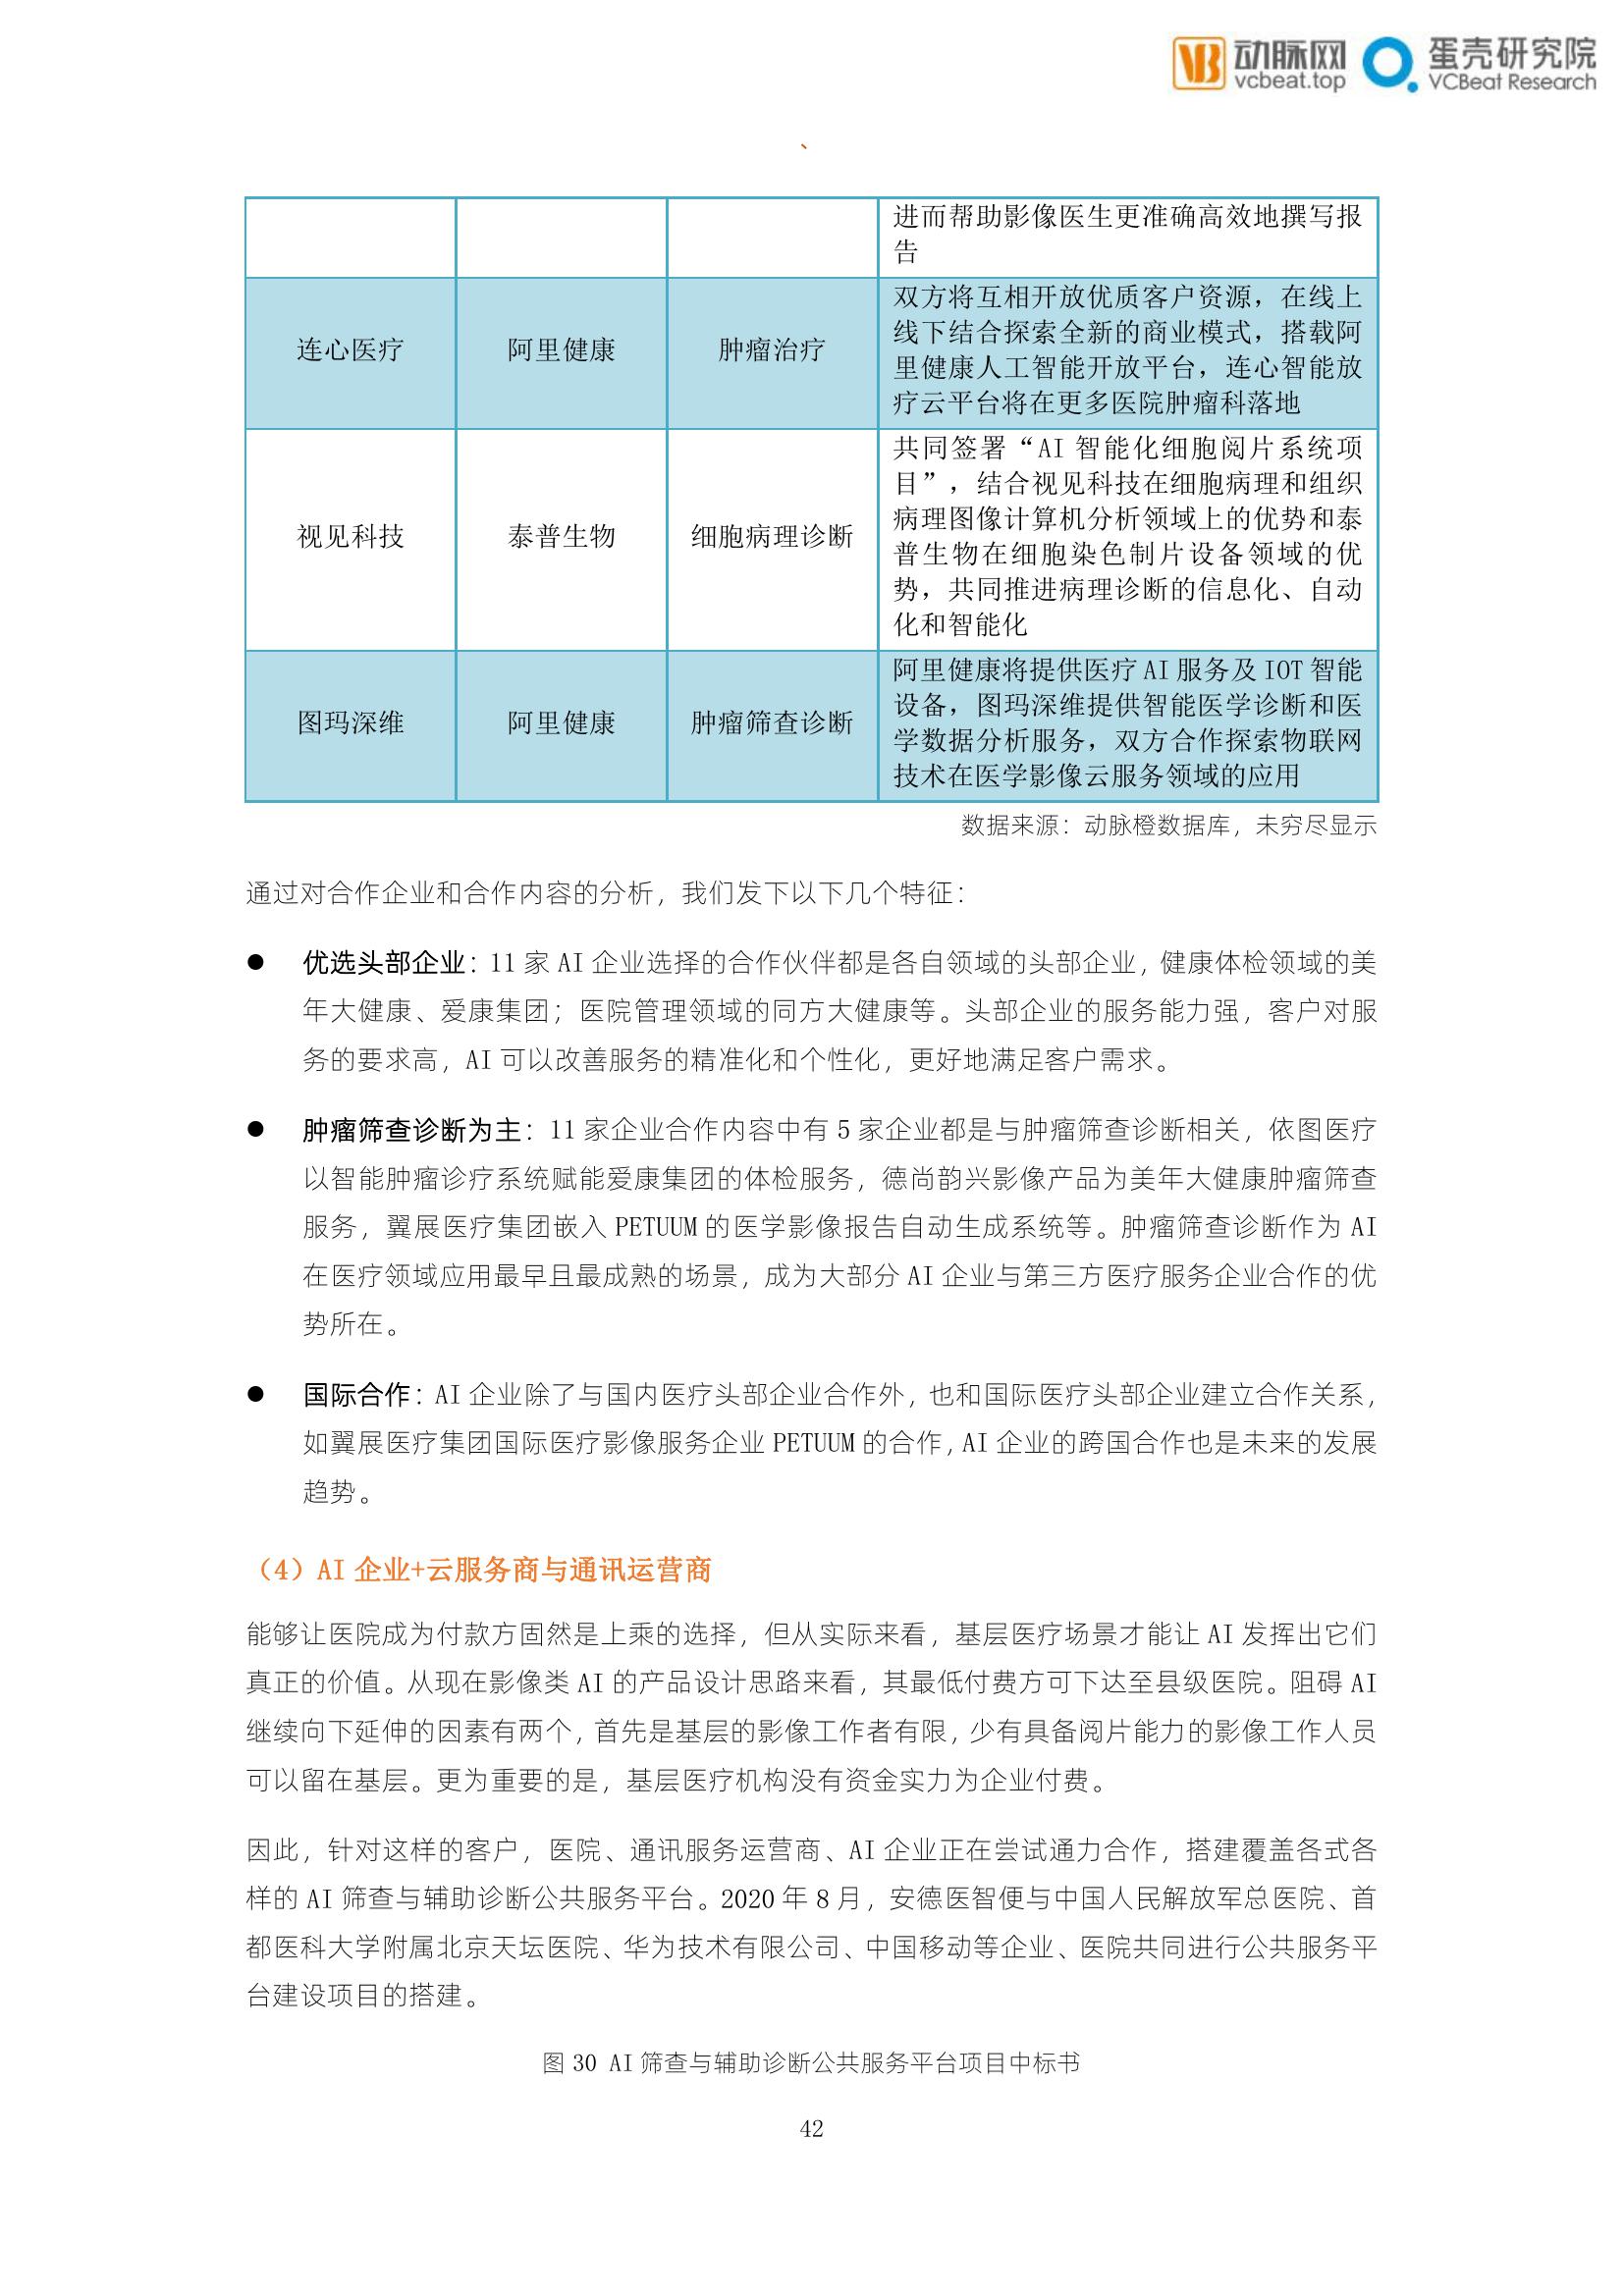 动脉网
vcbeat.top
蛋壳研究院
VCBeat Research
、
进而帮助影像医生更准确高效地撰写报
告
连心医疗
阿里健康
肿瘤治疗
双方将互相开放优质客户资源，在线上
线下结合探索全新的商业模式，搭载阿
里健康人工智能开放平台，连心智能放
疗云平台将在更多医院肿瘤科落地
视见科技
泰普生物
细胞病理诊断
共同签署“AI 智能化细胞阅片系统项
目”，结合视见科技在细胞病理和组织
病理图像计算机分析领域上的优势和泰
普生物在细胞染色制片设备领域的优
势，共同推进病理诊断的信息化、自动
化和智能化
图玛深维
阿里健康
肿瘤筛查诊断
阿里健康将提供医疗 AI 服务及 IOT 智能
设备，图玛深维提供智能医学诊断和医
学数据分析服务，双方合作探索物联网
技术在医学影像云服务领域的应用
数据来源：动脉橙数据库，未穷尽显示
通过对合作企业和合作内容的分析，我们发下以下几个特征：
● 优选头部企业：11 家 AI 企业选择的合作伙伴都是各自领域的头部企业，健康体检领域的美
年大健康、爱康集团；医院管理领域的同方大健康等。头部企业的服务能力强，客户对服
务的要求高，AI 可以改善服务的精准化和个性化，更好地满足客户需求。
● 肿瘤筛查诊断为主：11 家企业合作内容中有 5 家企业都是与肿瘤筛查诊断相关，依图医疗
以智能肿瘤诊疗系统赋能爱康集团的体检服务，德尚韵兴影像产品为美年大健康肿瘤筛查
服务，翼展医疗集团嵌入 PETUUM 的医学影像报告自动生成系统等。肿瘤筛查诊断作为 AI
在医疗领域应用最早且最成熟的场景，成为大部分 AI 企业与第三方医疗服务企业合作的优
势所在。
● 国际合作：AI 企业除了与国内医疗头部企业合作外，也和国际医疗头部企业建立合作关系，
如翼展医疗集团国际医疗影像服务企业 PETUUM 的合作，AI 企业的跨国合作也是未来的发展
趋势。
（4）AI 企业+云服务商与通讯运营商
能够让医院成为付款方固然是上乘的选择，但从实际来看，基层医疗场景才能让 AI 发挥出它们
真正的价值。从现在影像类 AI 的产品设计思路来看，其最低付费方可下达至县级医院。阻碍 AI
继续向下延伸的因素有两个，首先是基层的影像工作者有限，少有具备阅片能力的影像工作人员
可以留在基层。更为重要的是，基层医疗机构没有资金实力为企业付费。
因此，针对这样的客户，医院、通讯服务运营商、AI 企业正在尝试通力合作，搭建覆盖各式各
样的 AI 筛查与辅助诊断公共服务平台。2020 年 8 月，安德医智便与中国人民解放军总医院、首
都医科大学附属北京天坛医院、华为技术有限公司、中国移动等企业、医院共同进行公共服务平
台建设项目的搭建。
图 30 AI 筛查与辅助诊断公共服务平台项目中标书
42